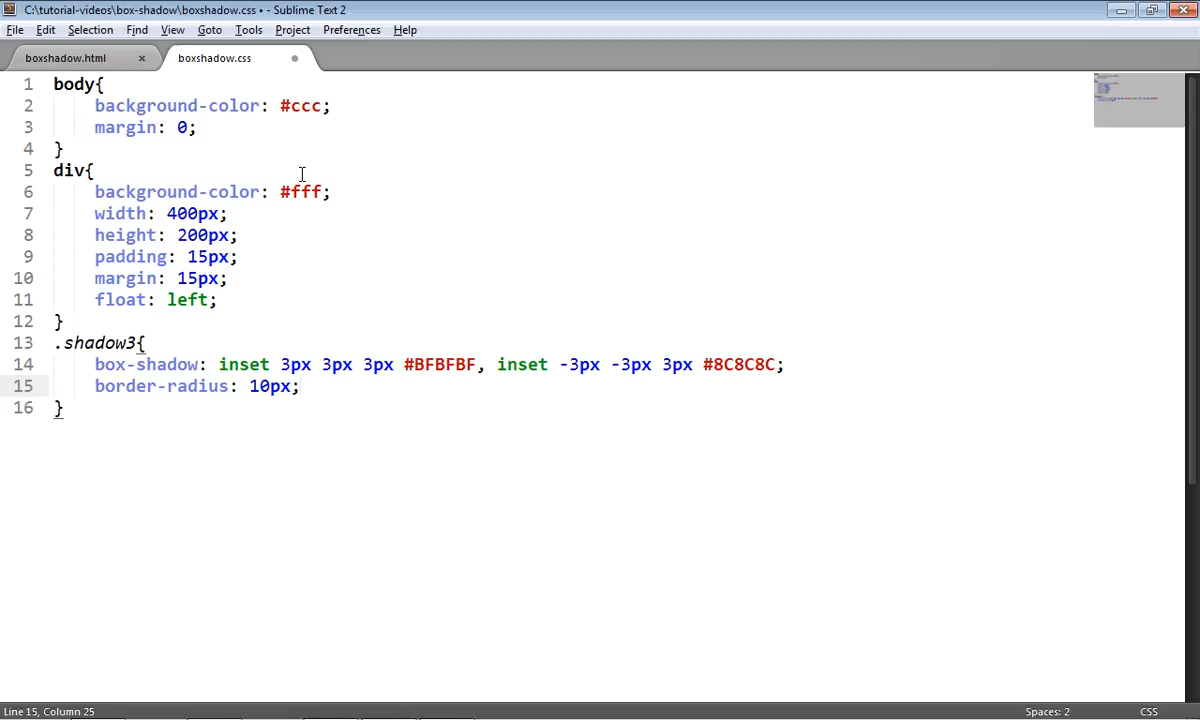 C:\tutorial-videos\box-shadow\boxshadow.css • - Sublime Text 2
File Edit Selection Find View Goto Tools Project Preferences Help
boxshadow.html × boxshadow.css
1 body{
2 background-color: #ccc;
3 margin: 0;
4 }
5 div{
6 background-color: #fff;
7 width: 400px;
8 height: 200px;
9 padding: 15px;
10 margin: 15px;
11 float: left;
12 }
13 .shadow3{
14 box-shadow: inset 3px 3px 3px #BFBFBF, inset -3px -3px 3px #8C8C8C;
15 border-radius: 10px;
16 }
Line 15, Column 25 Spaces: 2 CSS